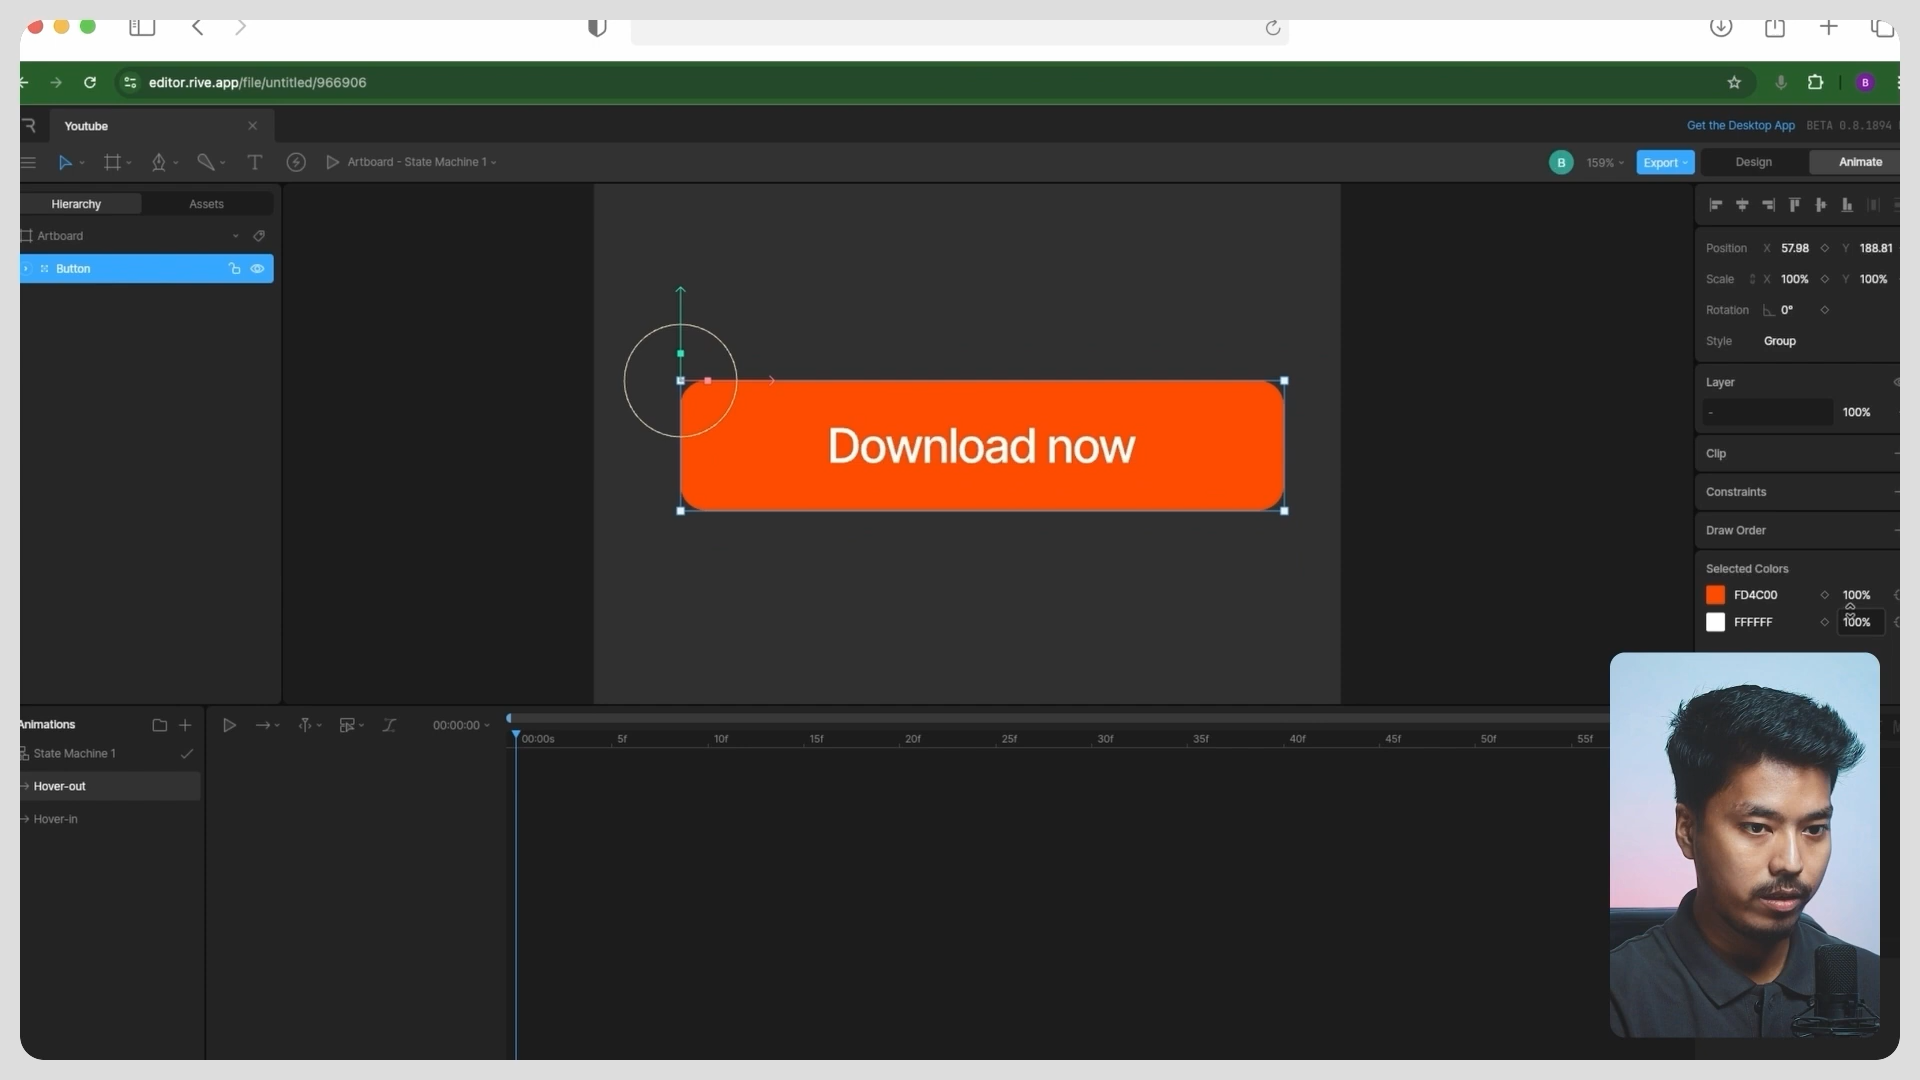 editor.rive.app/file/untitled/966906
B
Youtube
Get the Desktop App BETA 0.8.1894
Artboard - State Machine 1
B 159% Export Design Animate
Hierarchy Assets
Artboard
Button
Download now
Position X 57.98 Y 188.81
Scale X 100% Y 100%
Rotation 0°
Style Group
Layer
- 100%
Clip
Constraints
Draw Order
Selected Colors
FD4C00 100%
FFFFFF 100%
Animations
00:00:00
00:00s 5f 10f 15f 20f 25f 30f 35f 40f 45f 50f 55f
State Machine 1
Hover-out
Hover-in